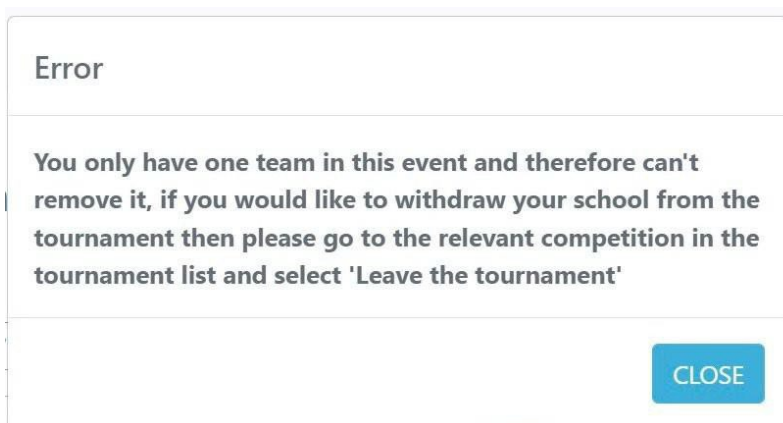 Error
You only have one team in this event and therefore can't
remove it, if you would like to withdraw your school from the
tournament then please go to the relevant competition in the
tournament list and select 'Leave the tournament'
CLOSE